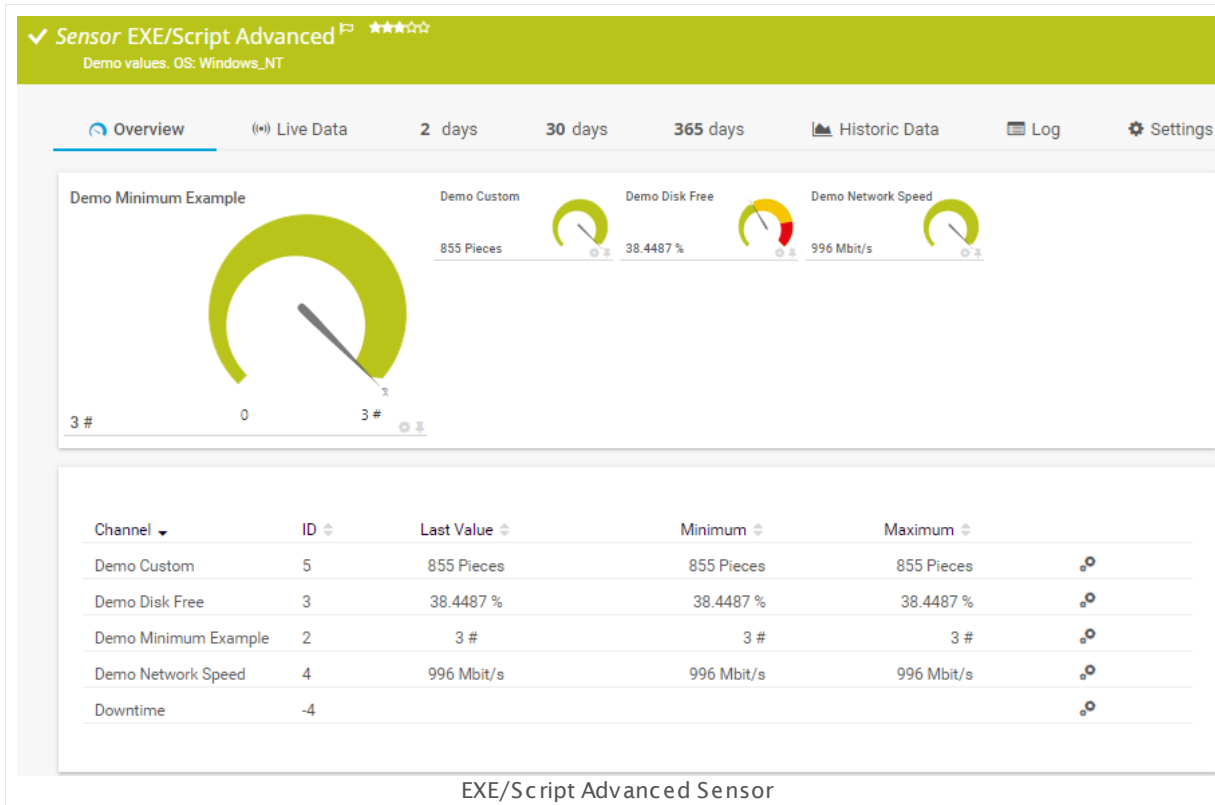 Sensor EXE/Script Advanced
Demo values. OS: Windows_NT
Overview Live Data 2 days 30 days 365 days Historic Data Log Settings
Demo Minimum Example
3 #
0 3 #
Demo Custom
855 Pieces
Demo Disk Free
38.4487 %
Demo Network Speed
996 Mbit/s
Channel ID Last Value Minimum Maximum
Demo Custom 5 855 Pieces 855 Pieces 855 Pieces
Demo Disk Free 3 38.4487 % 38.4487 % 38.4487 %
Demo Minimum Example 2 3 # 3 # 3 #
Demo Network Speed 4 996 Mbit/s 996 Mbit/s 996 Mbit/s
Downtime -4
EXE/Script Advanced Sensor